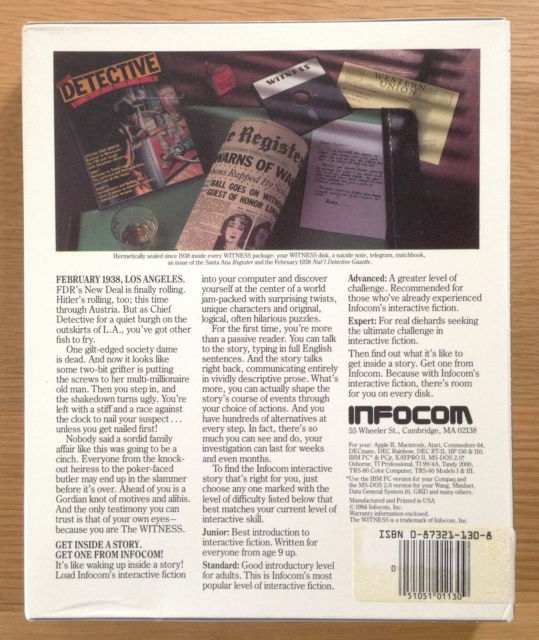 DETECTIVE
WITNESS
WESTERN
UNION
e Register
WARNS OF WA
ons Rapped By S
BALL GOES ON WITH
GUEST OF HONOR
Hermetically sealed since 1938 inside every WITNESS package: your WITNESS disk, a suicide note, telegram, matchbook,
an issue of the Santa Ana Register and the February 1938 Nat'l Detective Gazette.
FEBRUARY 1938, LOS ANGELES.
FDR's New Deal is finally rolling.
Hitler's rolling, too; this time
through Austria. But as Chief
Detective for a quiet burgh on the
outskirts of L.A., you've got other
fish to fry.
One gilt-edged society dame
is dead. And now it looks like
some two-bit grifter is putting
the screws to her multi-millionaire
old man. Then you step in, and
the shakedown turns ugly. You're
left with a stiff and a race against
the clock to nail your suspect . . .
unless you get nailed first!
Nobody said a sordid family
affair like this was going to be a
cinch. Everyone from the knock-
out heiress to the poker-faced
butler may end up in the slammer
before it's over. Ahead of you is a
Gordian knot of motives and alibis.
And the only testimony you can
trust is that of your own eyes—
because you are The WITNESS.
GET INSIDE A STORY.
GET ONE FROM INFOCOM!
It's like waking up inside a story!
Load Infocom's interactive fiction
into your computer and discover
yourself at the center of a world
jam-packed with surprising twists,
unique characters and original,
logical, often hilarious puzzles.
For the first time, you're more
than a passive reader. You can talk
to the story, typing in full English
sentences. And the story talks
right back, communicating entirely
in vividly descriptive prose. What's
more, you can actually shape the
story's course of events through
your choice of actions. And you
have hundreds of alternatives at
every step. In fact, there's so
much you can see and do, your
investigation can last for weeks
and even months.
To find the Infocom interactive
story that's right for you, just
choose any one marked with the
level of difficulty listed below that
best matches your current level of
interactive skill.
Junior: Best introduction to
interactive fiction. Written for
everyone from age 9 up.
Standard: Good introductory level
for adults. This is Infocom's most
popular level of interactive fiction.
Advanced: A greater level of
challenge. Recommended for
those who've already experienced
Infocom's interactive fiction.
Expert: For real diehards seeking
the ultimate challenge in
interactive fiction.
Then find out what it's like to
get inside a story. Get one from
Infocom. Because with Infocom's
interactive fiction, there's room
for you on every disk.
INFOCOM
55 Wheeler St., Cambridge, MA 02138
For your: Apple II, Macintosh, Atari, Commodore 64,
DECmate, DEC Rainbow, DEC RT-11, HP 150 & 110,
IBM PC* & PCjr, KAYPRO II, MS-DOS 2.0*
Osborne, TI Professional, TI 99/4A, Tandy 2000,
TRS-80 Color Computer, TRS-80 Models I & III.
*Use the IBM PC version for your Compaq and
the MS-DOS 2.0 version for your Wang, Mindset,
Data General 10, GRiD and many others.
Manufactured and Printed in USA
© 1984 Infocom, Inc.
Warranty information enclosed.
The WITNESS is a trademark of Infocom, Inc.
ISBN 0-87321-130-8
0
51051 01130